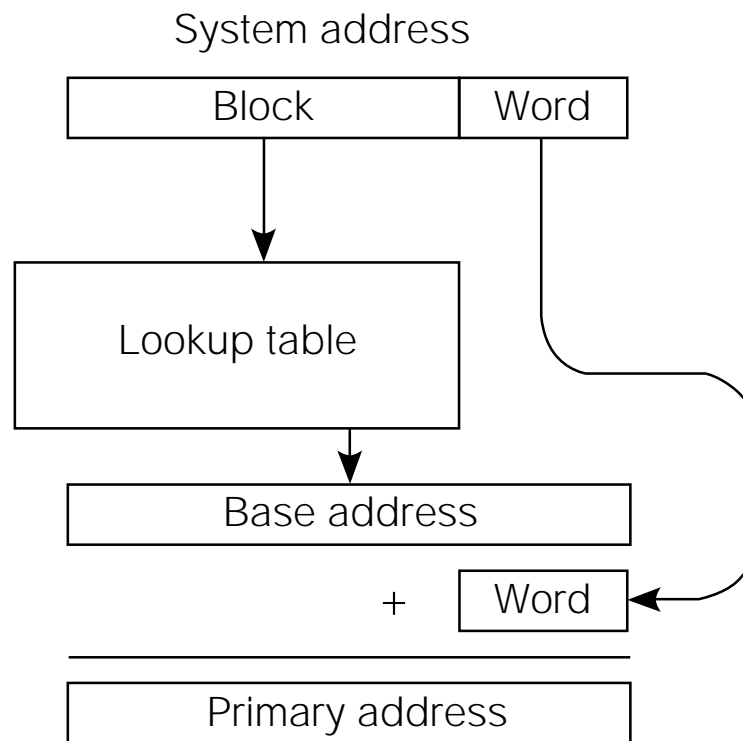 System address
Block Word
Lookup table
Base address
+ Word
Primary address